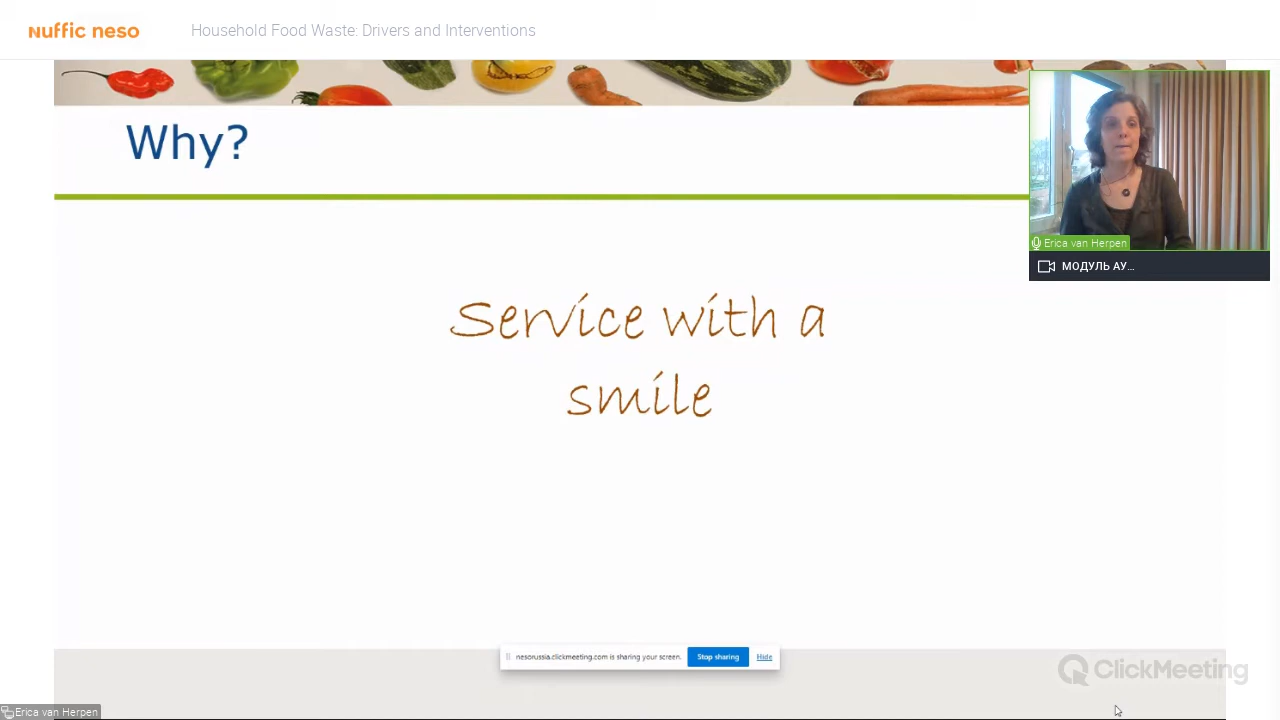 nuffic neso
Household Food Waste: Drivers and Interventions
Why?
Service with a
smile
Erica van Herpen
МОДУЛЬ АУ...
nesorussia.clickmeeting.com is sharing your screen.
Stop sharing
Hide
ClickMeeting
Erica van Herpen